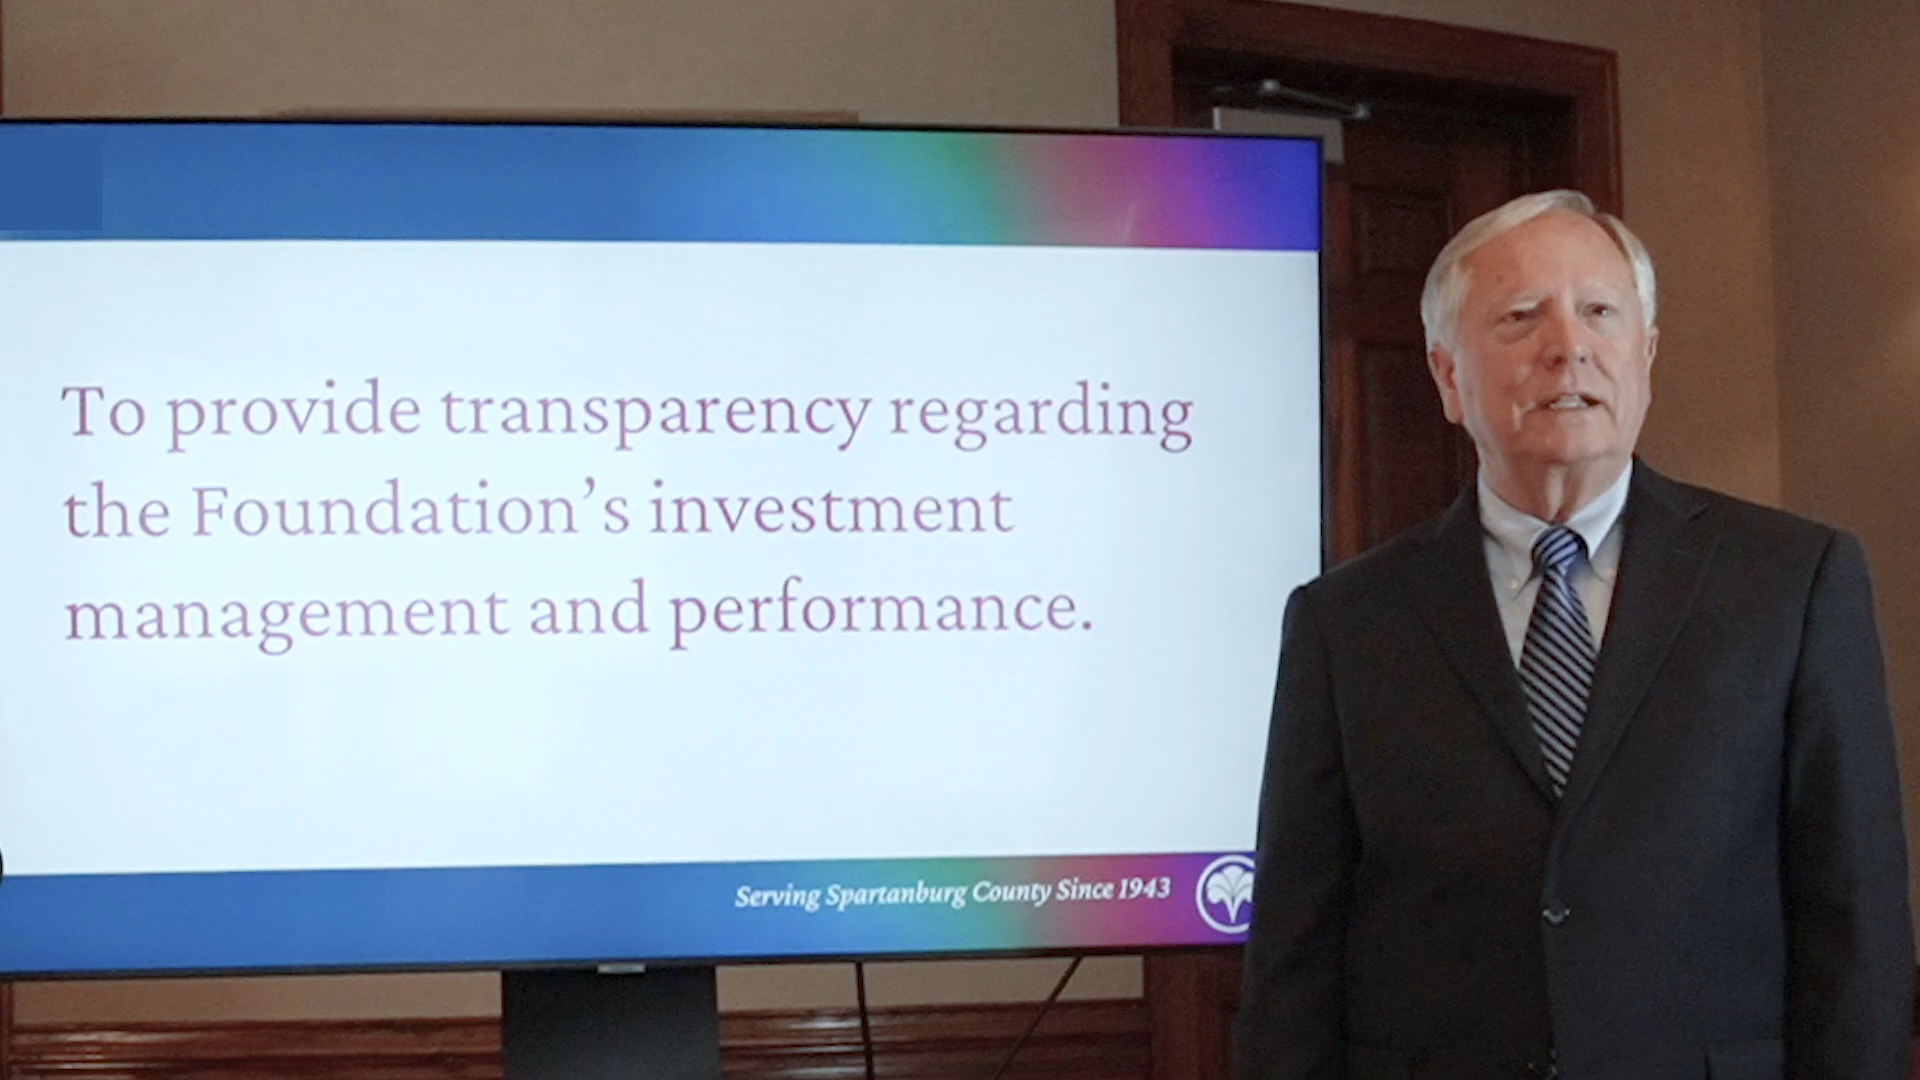 To provide transparency regarding
the Foundation’s investment
management and performance.
Serving Spartanburg County Since 1943